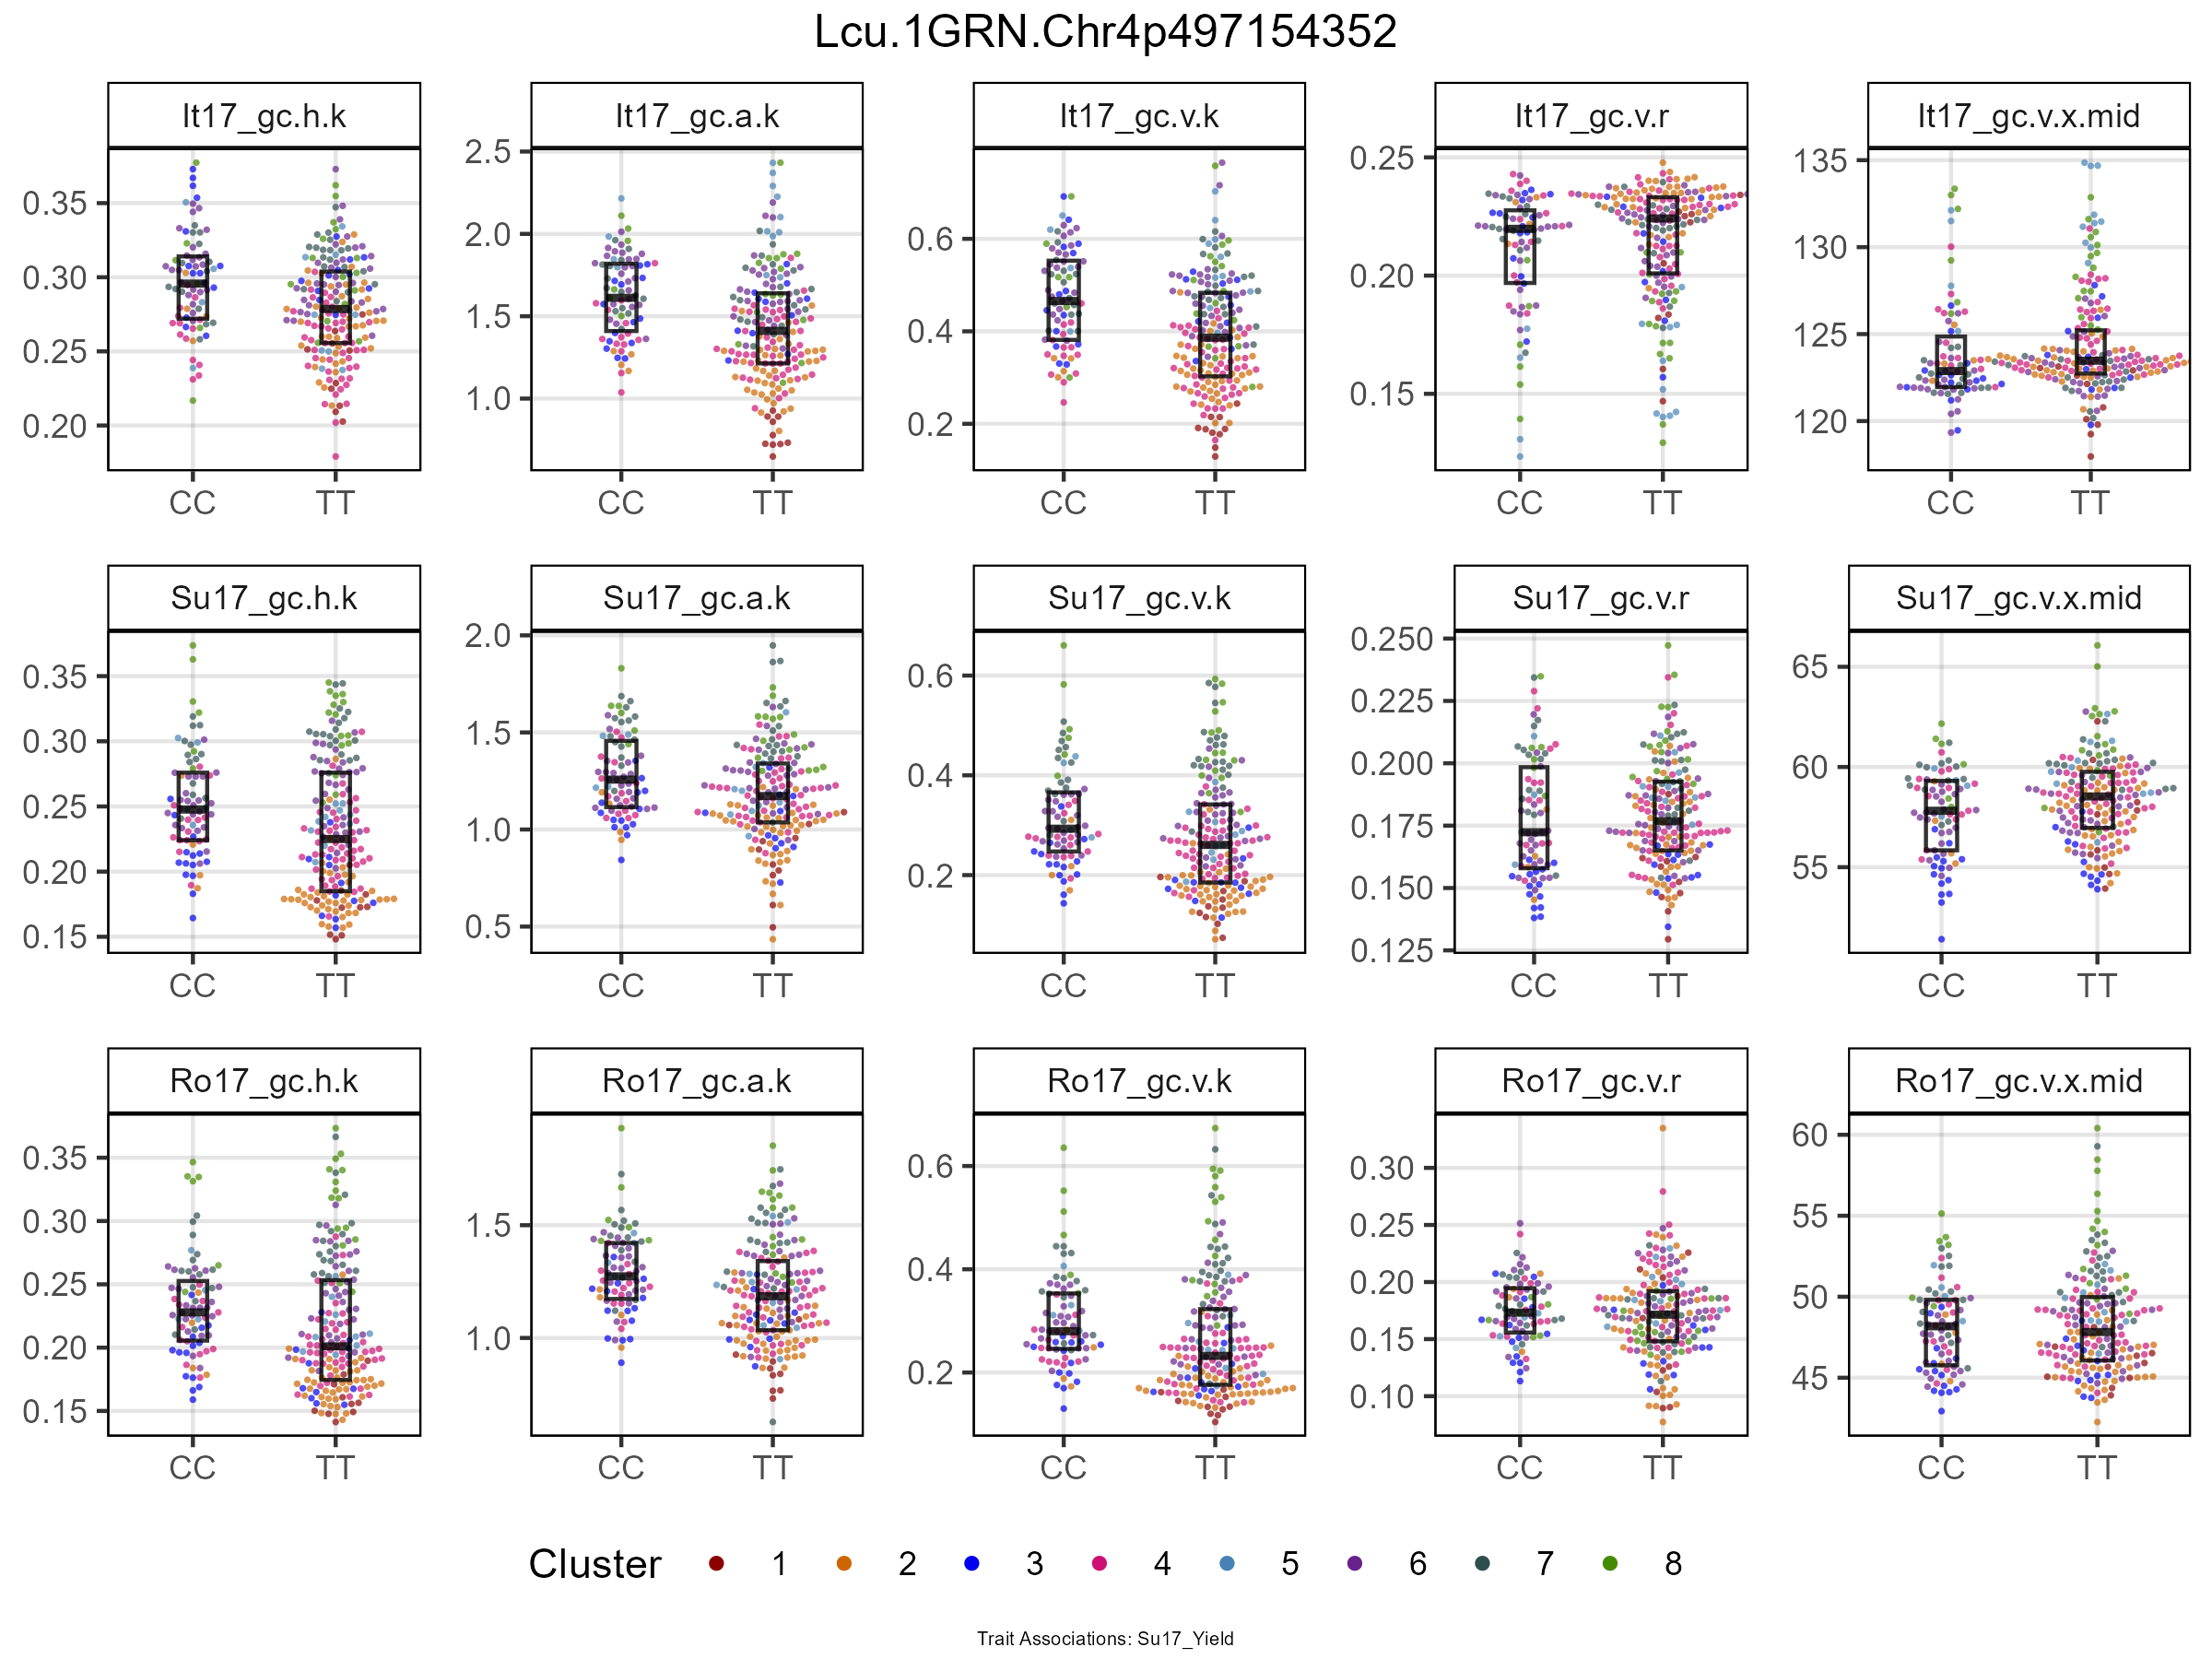 Lcu.1GRN.Chr4p497154352
It17_gc.h.k
It17_gc.a.k
It17_gc.v.k
It17_gc.v.r
It17_gc.v.x.mid
0.35
0.30
0.25
0.20
CC TT
2.5
2.0
1.5
1.0
CC TT
0.6
0.4
0.2
CC TT
0.25
0.20
0.15
CC TT
135
130
125
120
CC TT
Su17_gc.h.k
Su17_gc.a.k
Su17_gc.v.k
Su17_gc.v.r
Su17_gc.v.x.mid
0.35
0.30
0.25
0.20
0.15
CC TT
2.0
1.5
1.0
0.5
CC TT
0.6
0.4
0.2
CC TT
0.250
0.225
0.200
0.175
0.150
0.125
CC TT
65
60
55
CC TT
Ro17_gc.h.k
Ro17_gc.a.k
Ro17_gc.v.k
Ro17_gc.v.r
Ro17_gc.v.x.mid
0.35
0.30
0.25
0.20
0.15
CC TT
1.5
1.0
CC TT
0.6
0.4
0.2
CC TT
0.30
0.25
0.20
0.15
0.10
CC TT
60
55
50
45
CC TT
Cluster 1 2 3 4 5 6 7 8
Trait Associations: Su17_Yield